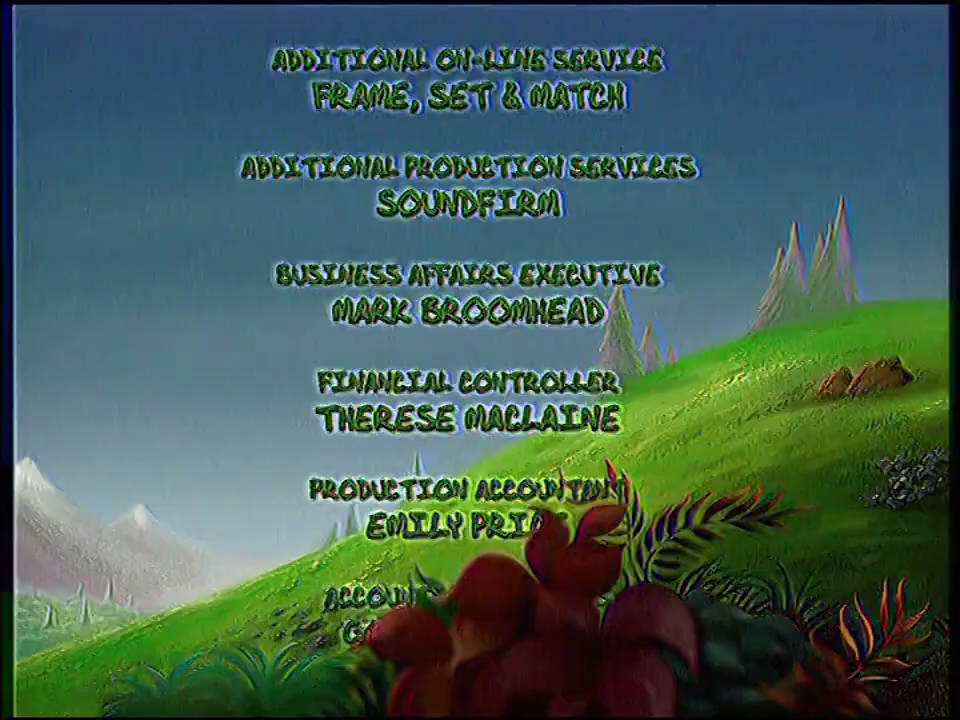 ADDITIONAL ON-LINE SERVICE
FRAME, SET & MATCH
ADDITIONAL PRODUCTION SERVICES
SOUNDFIRM
BUSINESS AFFAIRS EXECUTIVE
MARK BROOMHEAD
FINANCIAL CONTROLLER
THERESE MACLAINE
PRODUCTION ACCOUNTANT
EMILY